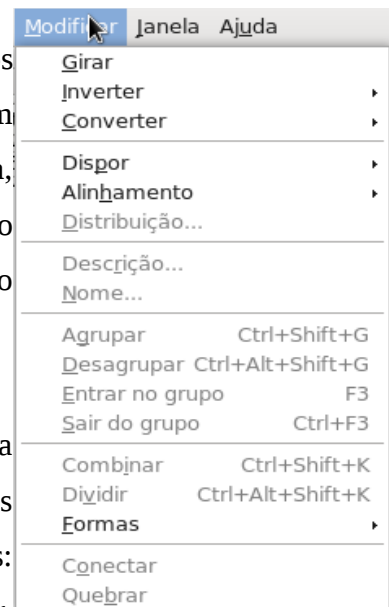 Modificar Janela Ajuda
Girar
Inverter
Converter
Dispor
Alinhamento
Distribuição...
Descrição...
Nome...
Agrupar Ctrl+Shift+G
Desagrupar Ctrl+Alt+Shift+G
Entrar no grupo F3
Sair do grupo Ctrl+F3
Combinar Ctrl+Shift+K
Dividir Ctrl+Alt+Shift+K
Formas
Conectar
Quebrar